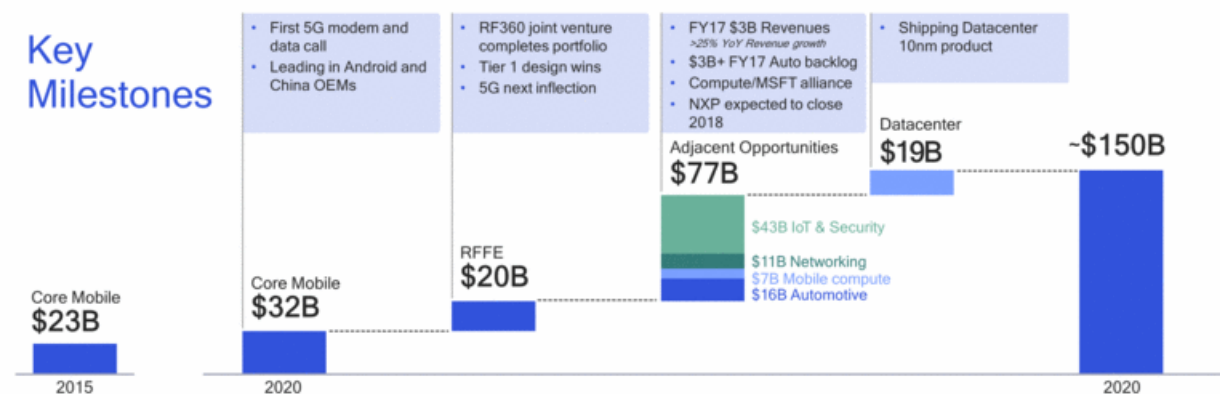 Key
Milestones
• First 5G modem and
data call
• Leading in Android and
China OEMs
• RF360 joint venture
completes portfolio
• Tier 1 design wins
• 5G next inflection
• FY17 $3B Revenues
>25% YoY Revenue growth
• $3B+ FY17 Auto backlog
• Compute/MSFT alliance
• NXP expected to close
2018
• Shipping Datacenter
10nm product
Core Mobile
$23B
2015
Core Mobile
$32B
2020
RFFE
$20B
Adjacent Opportunities
$77B
$43B IoT & Security
$11B Networking
$7B Mobile compute
$16B Automotive
Datacenter
$19B
~$150B
2020